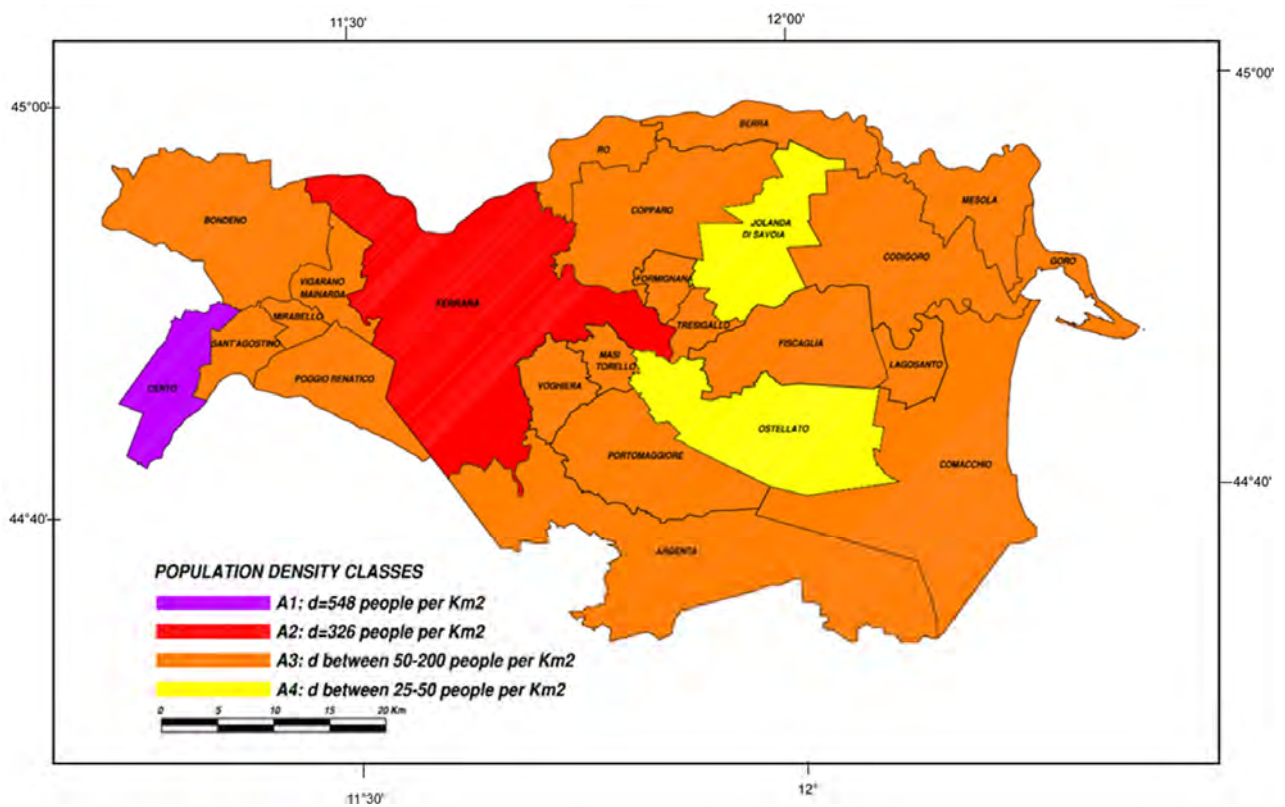 11°30'
12°00'
45°00'
45°00'
BERRA
RO
MESOLA
COPPARO
BONDENO
JOLANDA
DI SAVOIA
CODIGORO
GORO
FORMIGNANA
VIGARANO
MAINARDA
FERRARA
MIRABELLO
TRESIGALLO
SANT'AGOSTINO
FISCAGLIA
MASI
TORELLO
LAGOSANTO
POGGIO RENATICO
VOGHIERA
CENTO
OSTELLATO
PORTOMAGGIORE
COMACCHIO
44°40'
44°40'
ARGENTA
POPULATION DENSITY CLASSES
A1: d=548 people per Km2
A2: d=326 people per Km2
A3: d between 50-200 people per Km2
A4: d between 25-50 people per Km2
0 5 10 15 20 Km
11°30'
12°